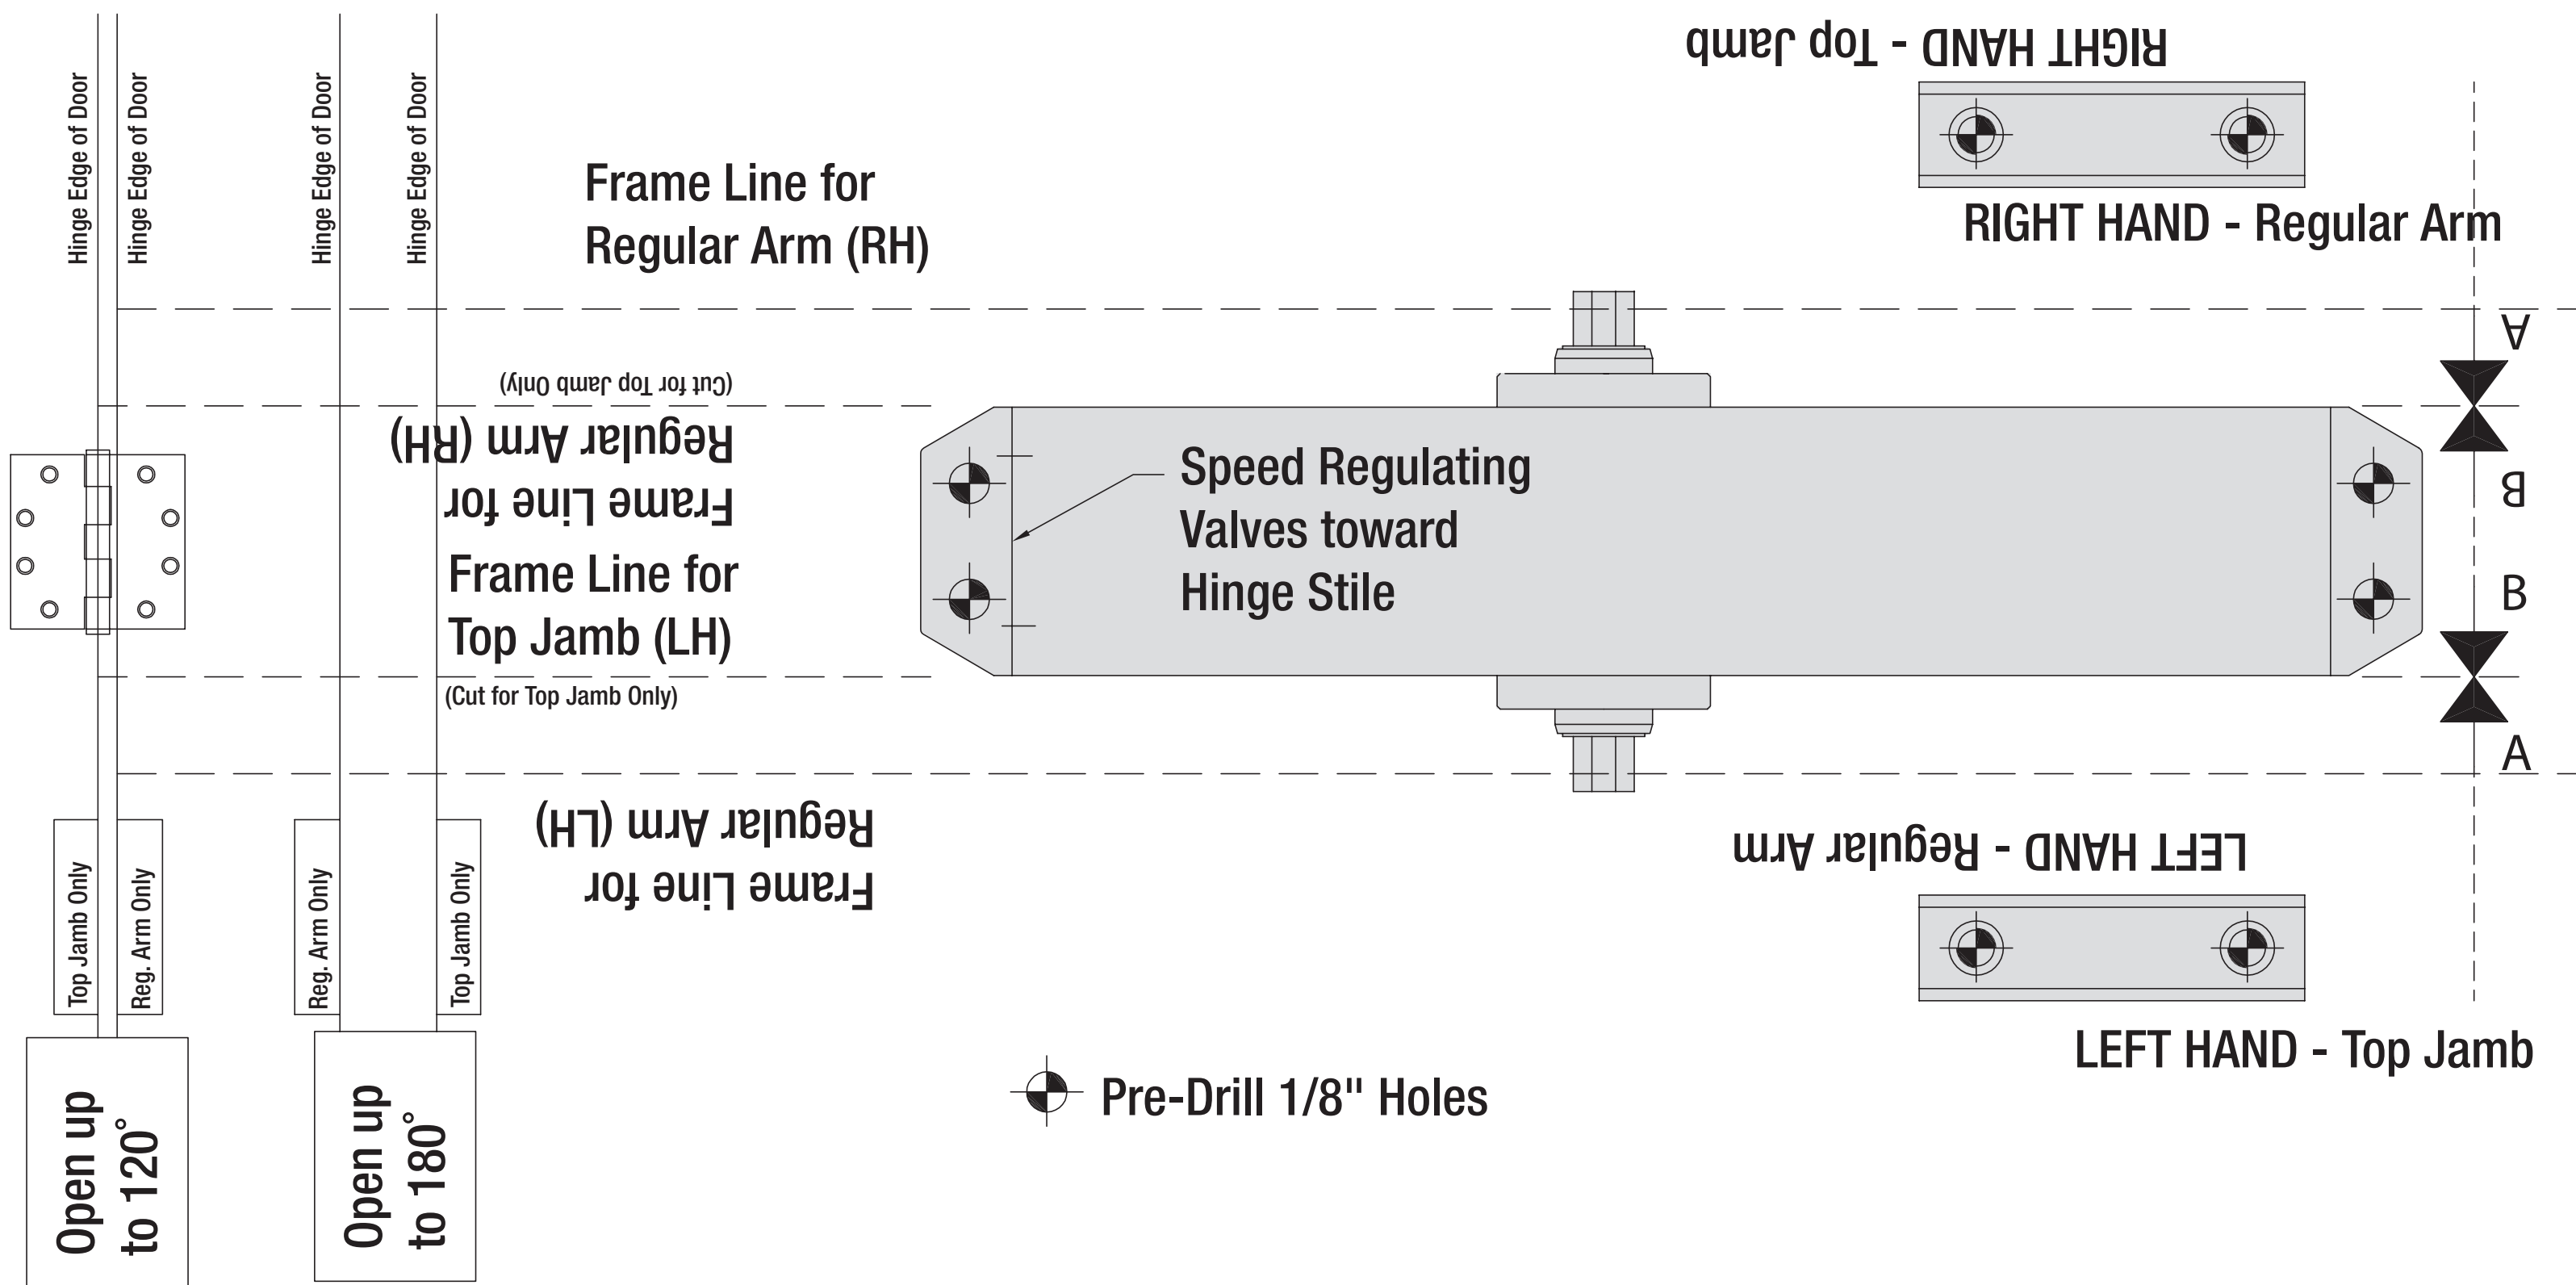 RIGHT HAND - Top Jamb
Hinge Edge of Door
Hinge Edge of Door
Hinge Edge of Door
Hinge Edge of Door
Frame Line for
Regular Arm (RH)
RIGHT HAND - Regular Arm
A
(Cut for Top Jamb Only)
Frame Line for
Regular Arm (RH)
Speed Regulating
Valves toward
Hinge Stile
B
B
Frame Line for
Top Jamb (LH)
(Cut for Top Jamb Only)
A
Frame Line for
Regular Arm (LH)
LEFT HAND - Regular Arm
Top Jamb Only
Reg. Arm Only
Reg. Arm Only
Top Jamb Only
LEFT HAND - Top Jamb
Open up
to 120°
Open up
to 180°
Pre-Drill 1/8" Holes